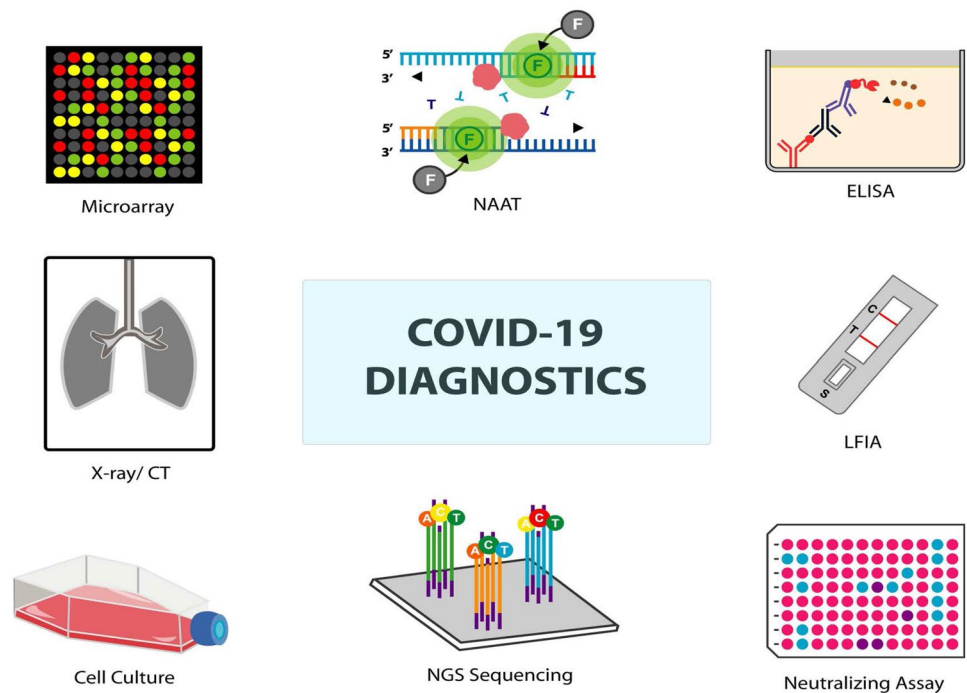 5'
3'
F
F
T
T
T
T
T
5'
3'
F
F
Microarray
NAAT
ELISA
COVID-19
DIAGNOSTICS
C
T
S
X-ray/ CT
LFIA
A C T
A C T
A C T
Cell Culture
NGS Sequencing
Neutralizing Assay